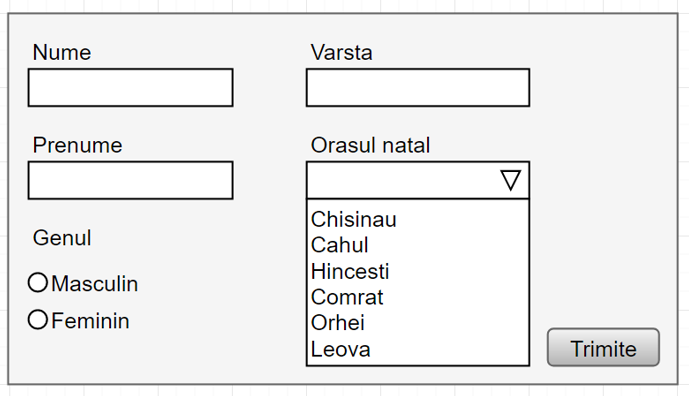 Nume
Varsta
Prenume
Orasul natal
Genul
Masculin
Feminin
Chisinau
Cahul
Hincesti
Comrat
Orhei
Leova
Trimite